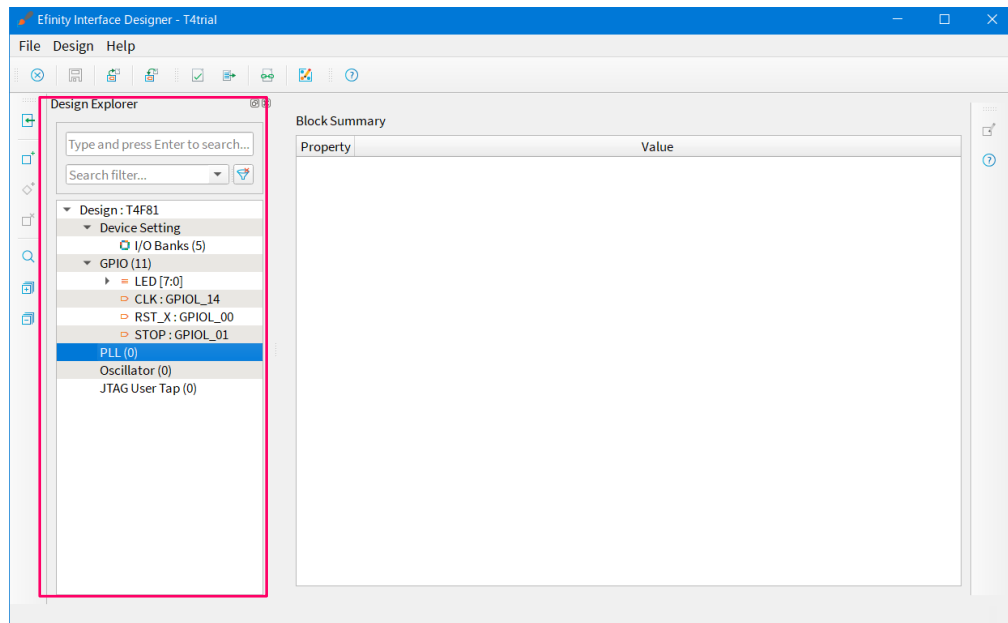 Efinity Interface Designer - T4trial
File Design Help
Design Explorer
Type and press Enter to search...
Search filter...
Design : T4F81
Device Setting
I/O Banks (5)
GPIO (11)
LED [7:0]
CLK : GPIOL_14
RST_X : GPIOL_00
STOP : GPIOL_01
PLL (0)
Oscillator (0)
JTAG User Tap (0)
Block Summary
Property Value